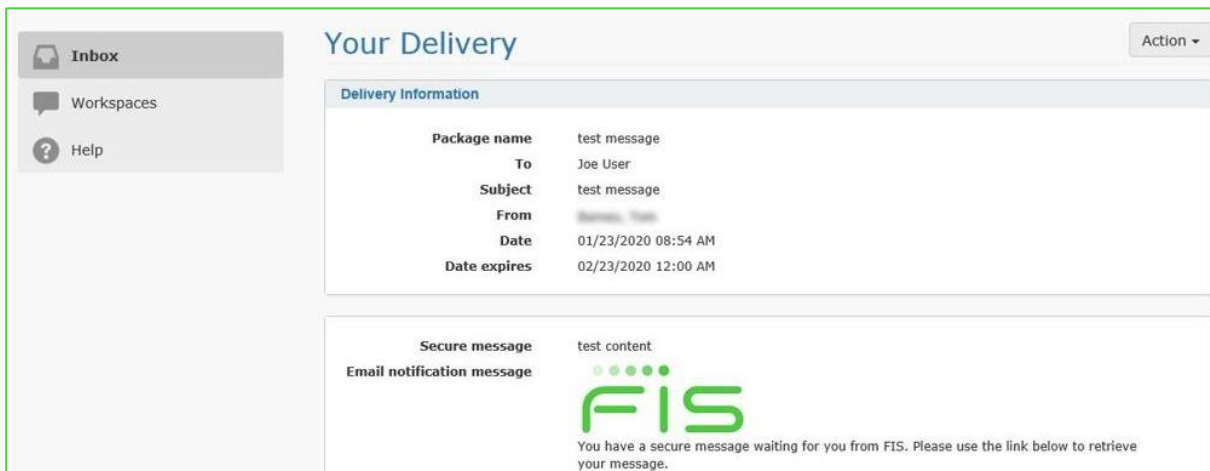 Inbox
Workspaces
Help
Your Delivery
Action
Delivery Information
Package name test message
To Joe User
Subject test message
From
Date 01/23/2020 08:54 AM
Date expires 02/23/2020 12:00 AM
Secure message test content
Email notification message
FIS
You have a secure message waiting for you from FIS. Please use the link below to retrieve
your message.